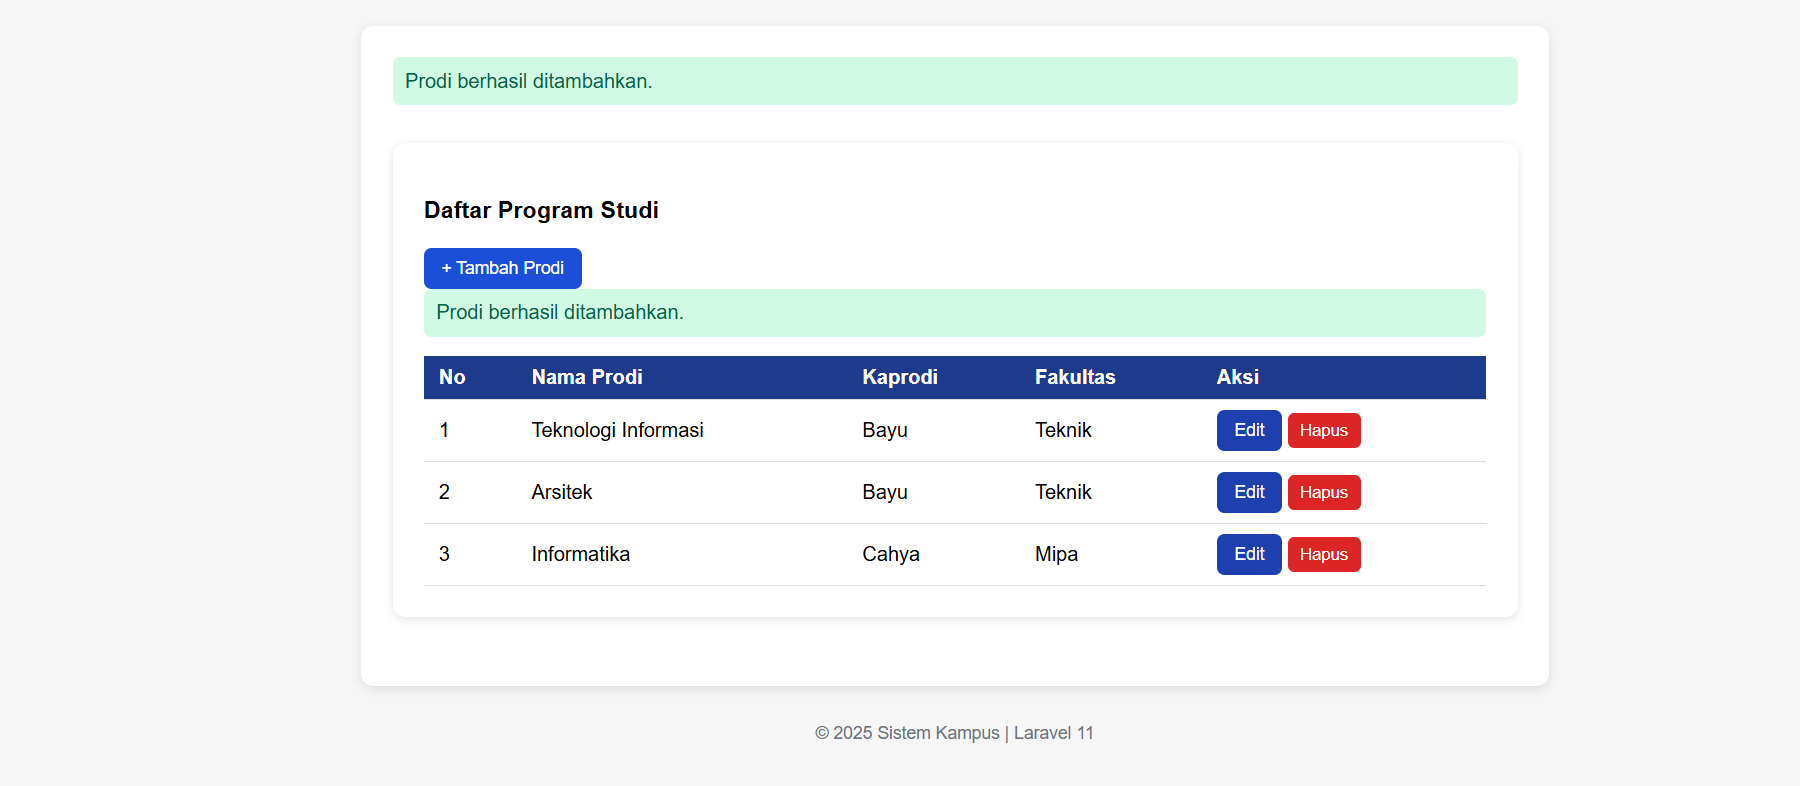 Prodi berhasil ditambahkan.
Daftar Program Studi
+ Tambah Prodi
Prodi berhasil ditambahkan.
No Nama Prodi Kaprodi Fakultas Aksi
1 Teknologi Informasi Bayu Teknik Edit Hapus
2 Arsitek Bayu Teknik Edit Hapus
3 Informatika Cahya Mipa Edit Hapus
© 2025 Sistem Kampus | Laravel 11